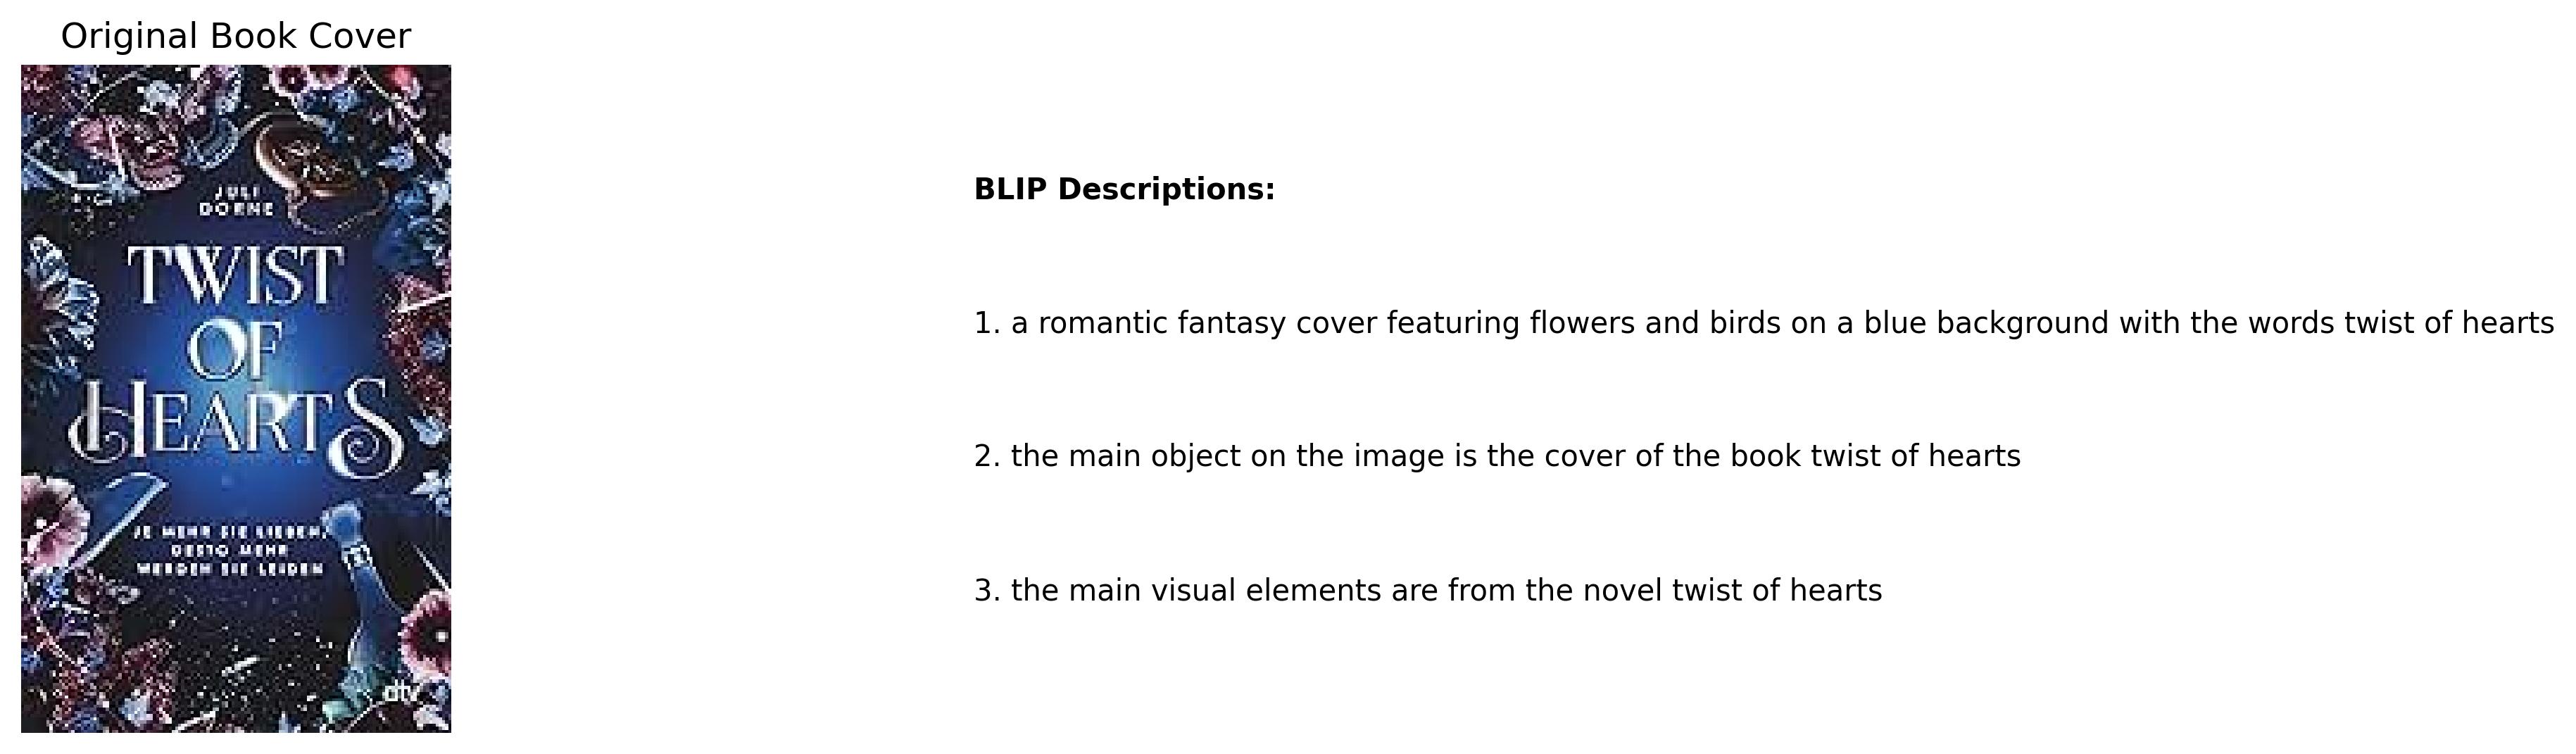 Original Book Cover
JULI
DORNE
TWIST
OF
HEARTS
JE MEHR SIE LIEBEN,
DESTO MEHR
WERDEN SIE LEIDEN
dtv
BLIP Descriptions:
1. a romantic fantasy cover featuring flowers and birds on a blue background with the words twist of hearts
2. the main object on the image is the cover of the book twist of hearts
3. the main visual elements are from the novel twist of hearts